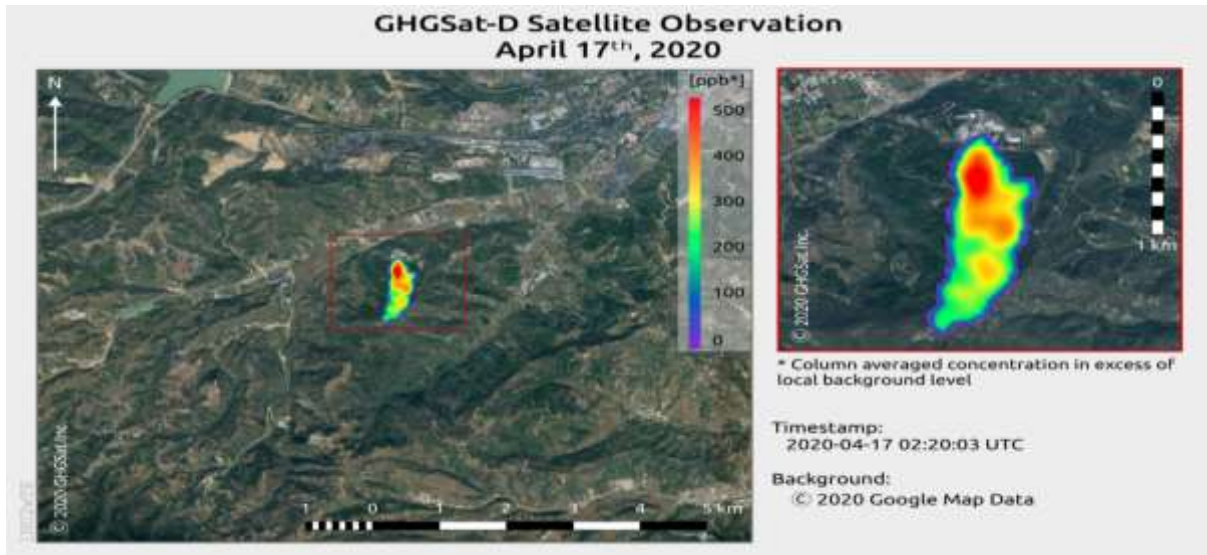 GHGSat-D Satellite Observation
April 17th, 2020
N
[ppb*]
500
400
300
200
100
0
© 2020 GHGSat Inc.
1 0 1 2 3 4 5 km
0
1 km
© 2020 GHGSat Inc.
* Column averaged concentration in excess of
local background level
Timestamp:
2020-04-17 02:20:03 UTC
Background:
© 2020 Google Map Data